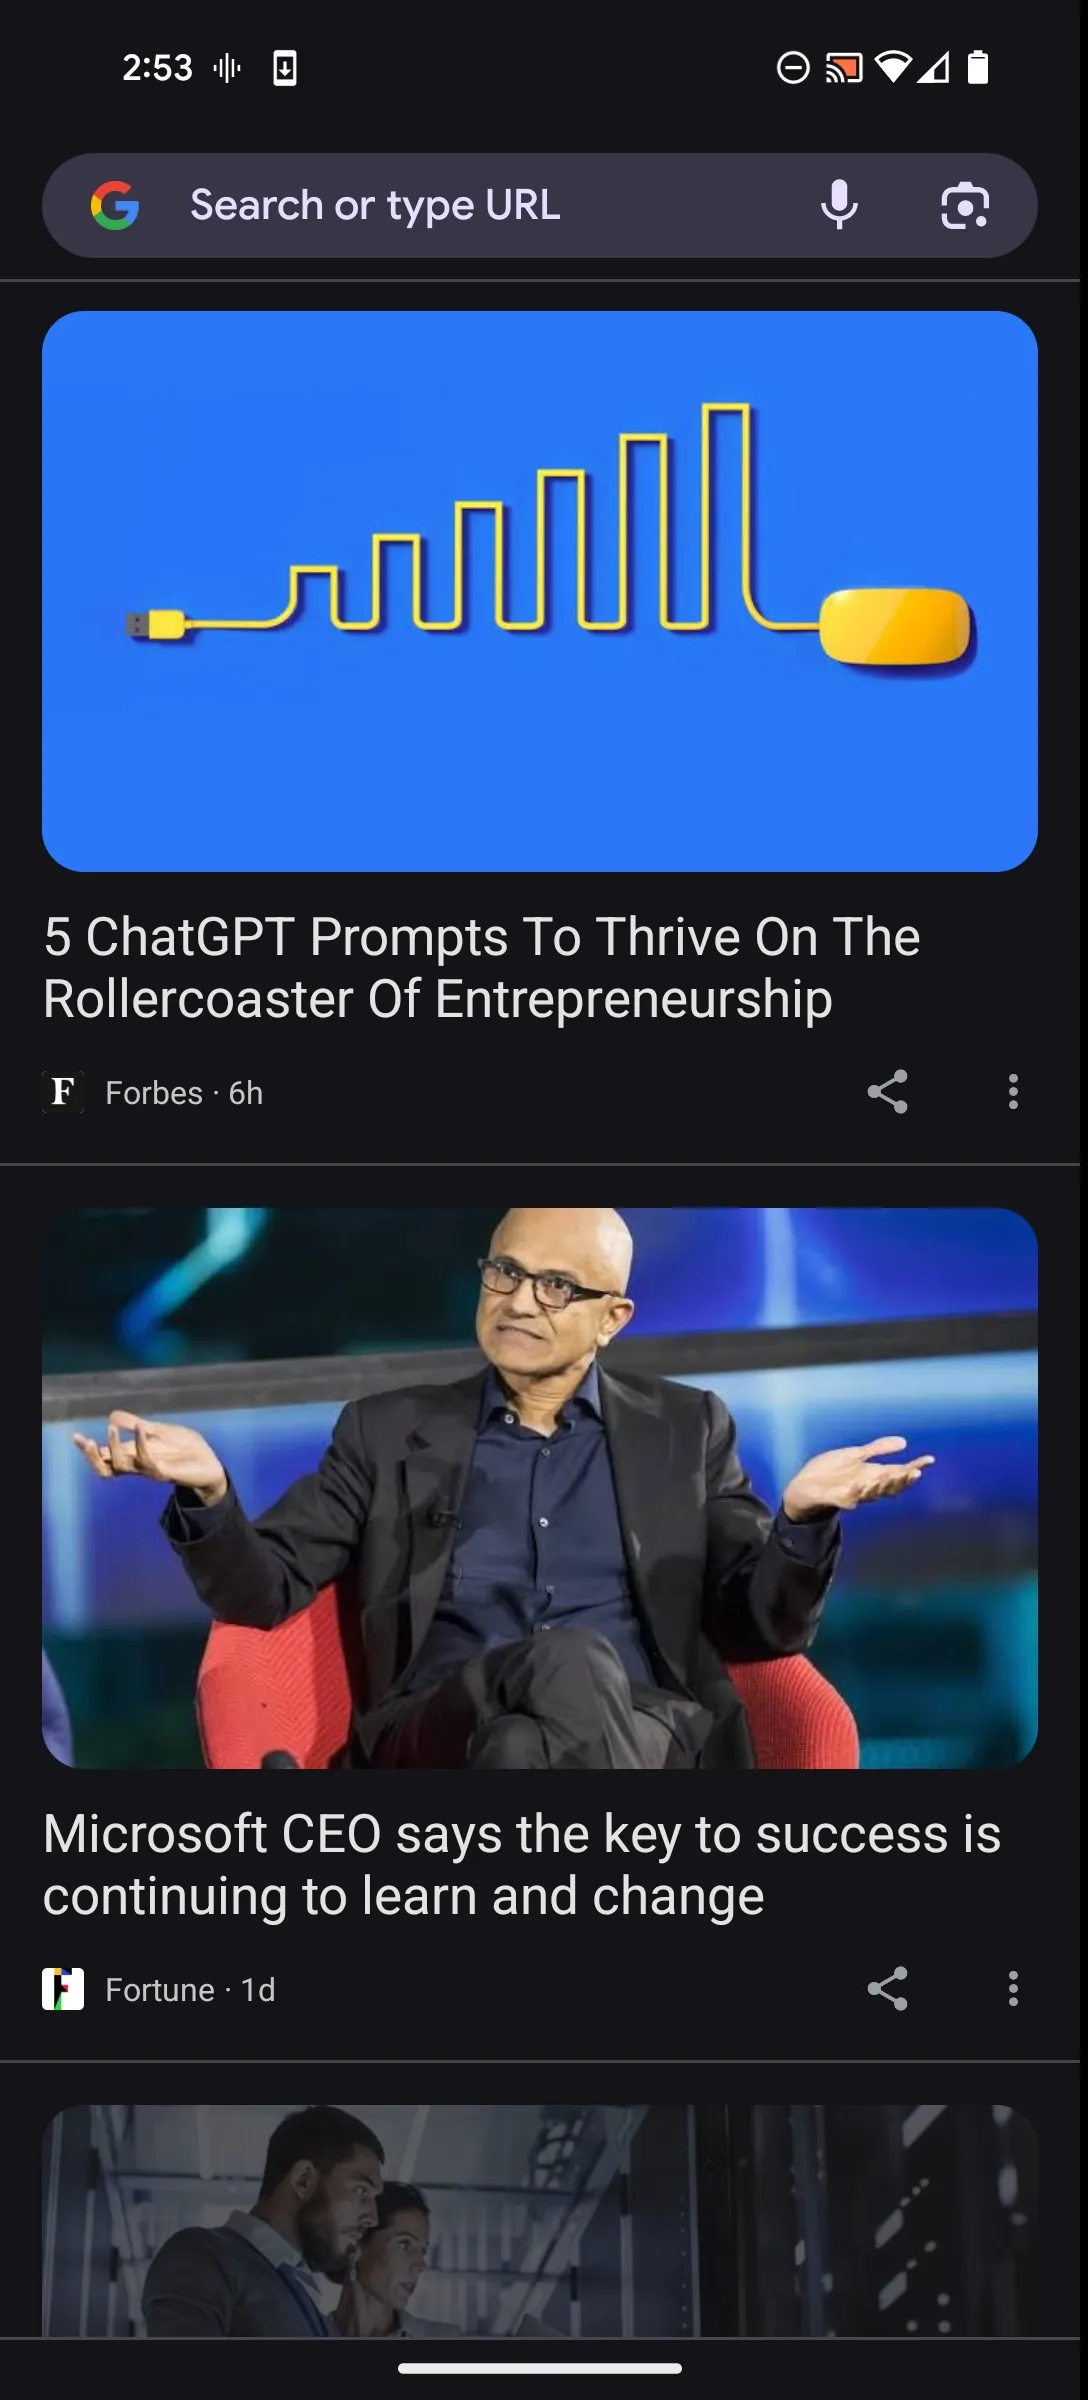 2:53
Search or type URL
5 ChatGPT Prompts To Thrive On The
Rollercoaster Of Entrepreneurship
F Forbes · 6h
Microsoft CEO says the key to success is
continuing to learn and change
F Fortune · 1d